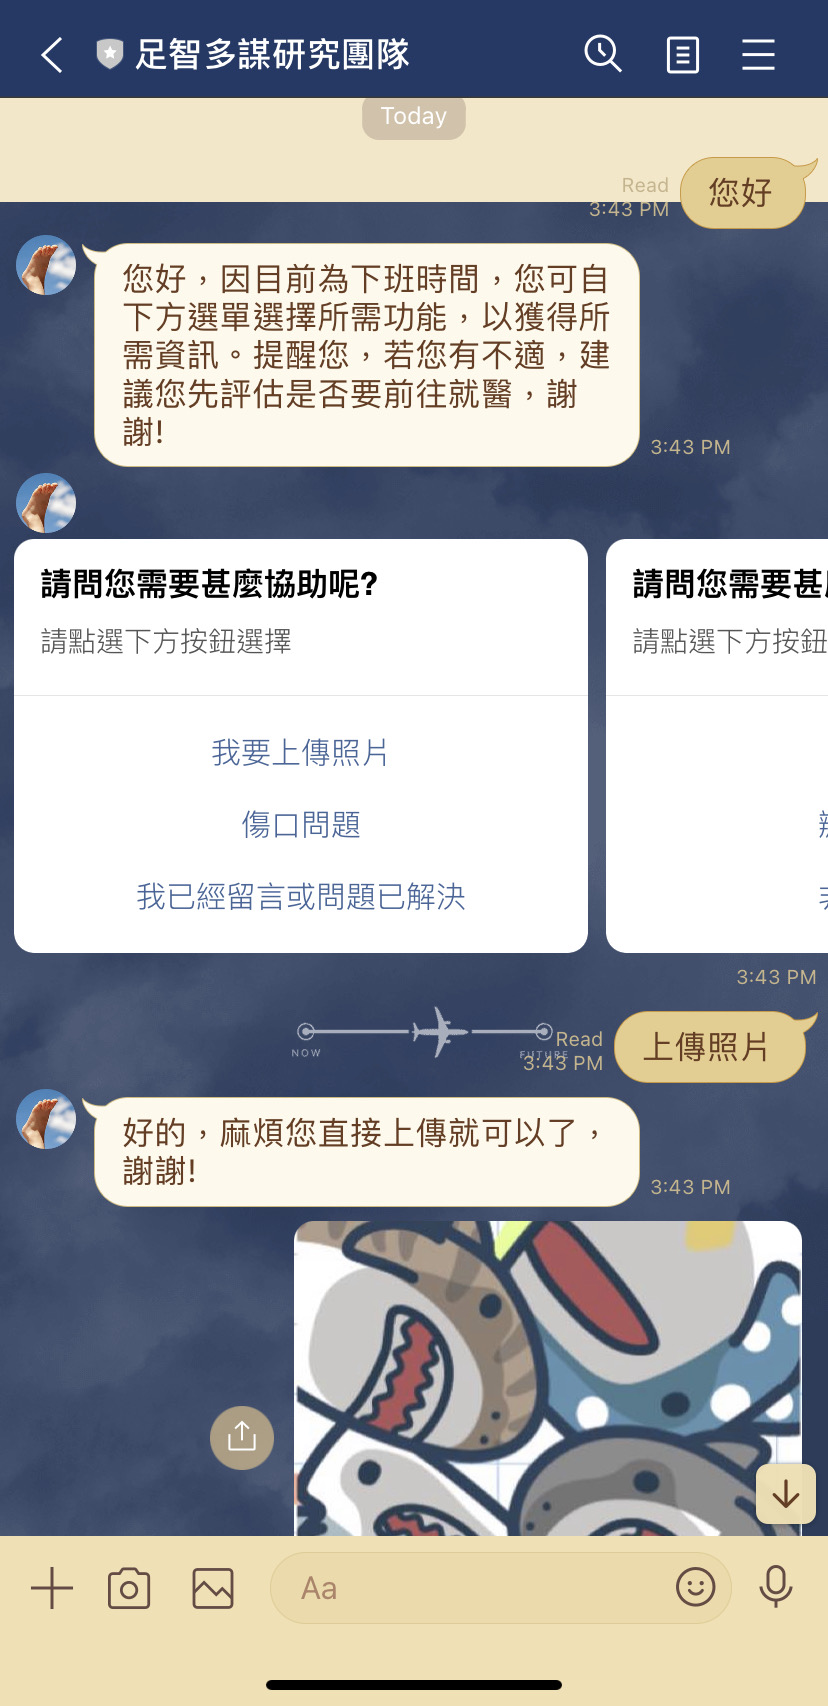 足智多謀研究團隊
Today
您好
Read
3:43 PM
您好，因目前為下班時間，您可自
下方選單選擇所需功能，以獲得所
需資訊。提醒您，若您有不適，建
議您先評估是否要前往就醫，謝
謝!
3:43 PM
請問您需要甚麼協助呢?
請點選下方按鈕選擇
我要上傳照片
傷口問題
我已經留言或問題已解決
請問您需要甚
請點選下方按鈕
3:43 PM
NOW
FUTURE
Read
3:43 PM
上傳照片
好的，麻煩您直接上傳就可以了，
謝謝!
3:43 PM
Aa